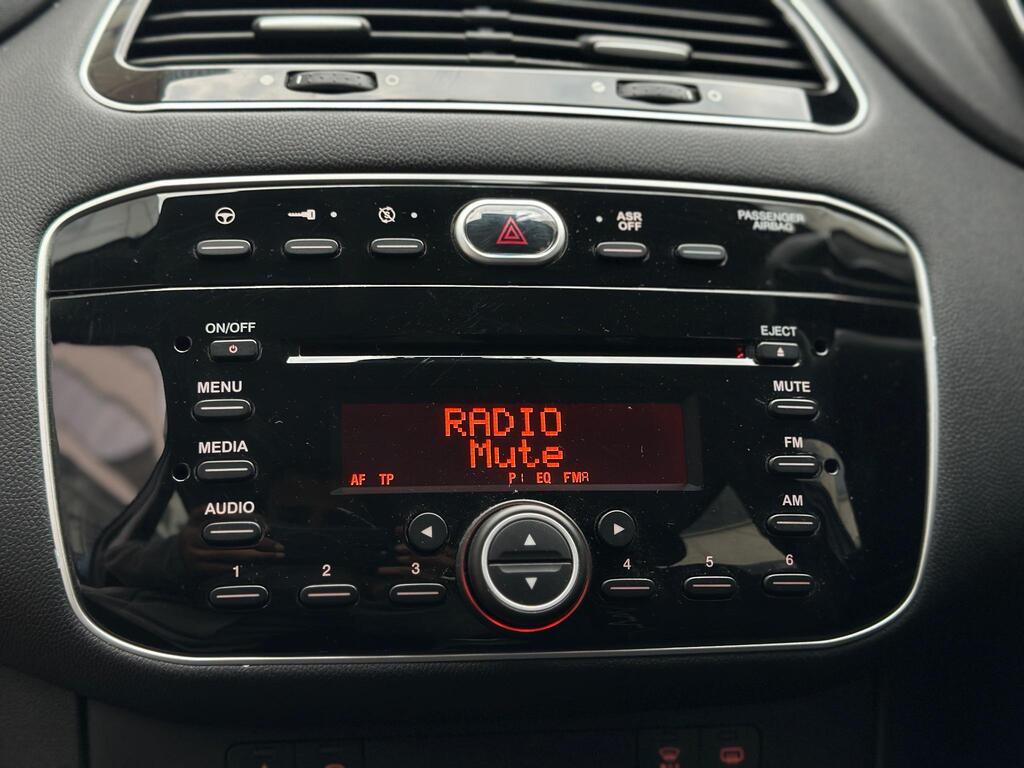 ASR
OFF
PASSENGER
AIRBAG
ON/OFF
EJECT
MENU
MUTE
RADIO
MEDIA
FM
Mute
AF TP EQ FMA
AUDIO
AM
1 2 3 4 5 6